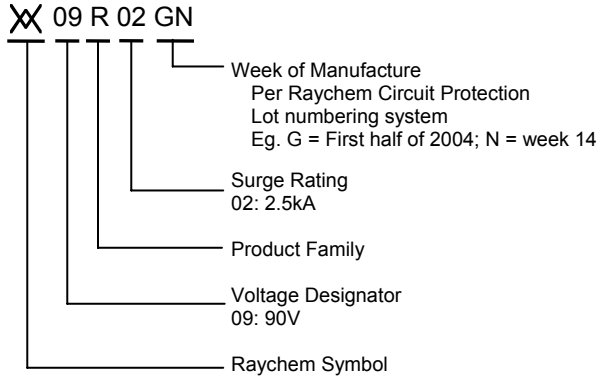 09 R 02 GN
Week of Manufacture
Per Raychem Circuit Protection
Lot numbering system
Eg. G = First half of 2004; N = week 14
Surge Rating
02: 2.5kA
Product Family
Voltage Designator
09: 90V
Raychem Symbol